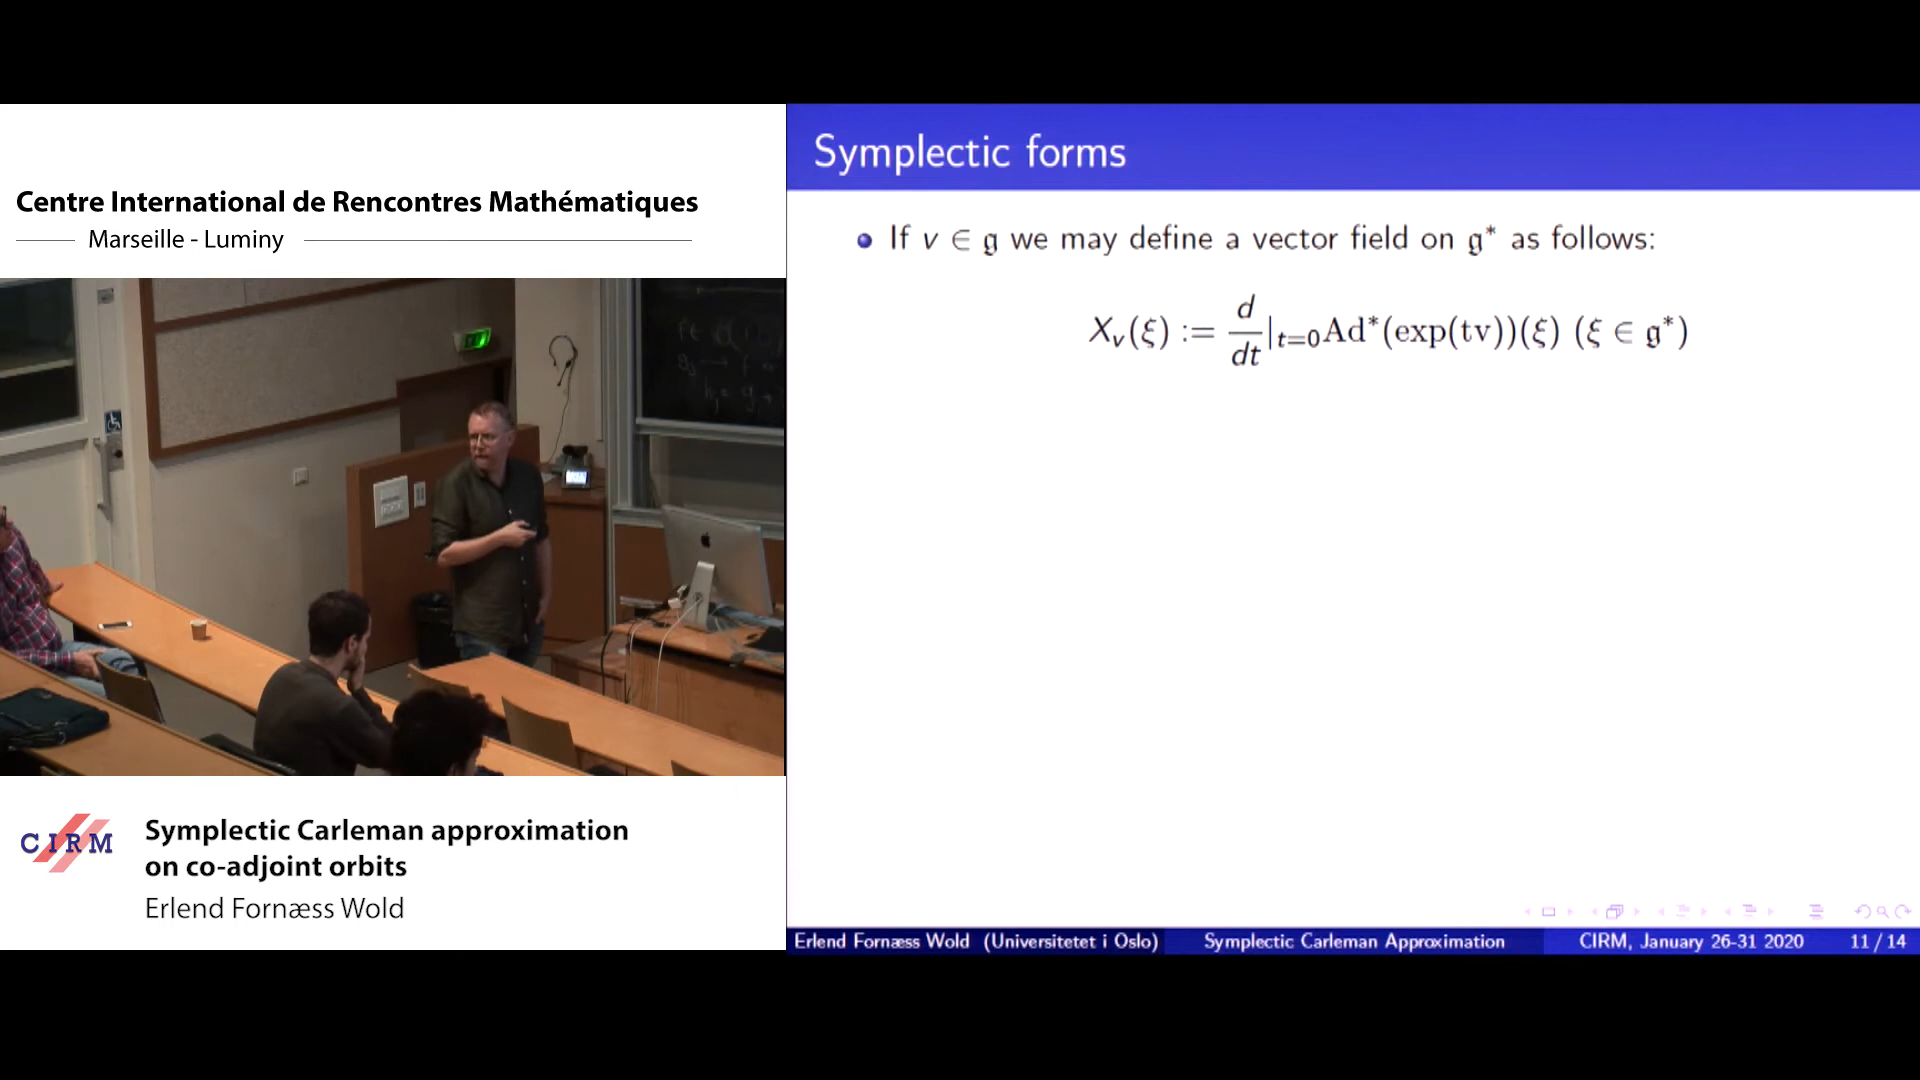 Centre International de Rencontres Mathématiques
Marseille - Luminy
CIRM
Symplectic Carleman approximation
on co-adjoint orbits
Erlend Fornæss Wold
Symplectic forms
If v ∈ 𝔤 we may define a vector field on 𝔤* as follows:
X_v(ξ) := d/dt|_{t=0} Ad*(exp(tv))(ξ) (ξ ∈ 𝔤*)
Erlend Fornæss Wold (Universitetet i Oslo) Symplectic Carleman Approximation CIRM, January 26-31 2020 11 / 14